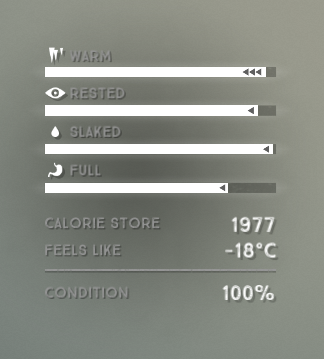 WARM
RESTED
SLAKED
FULL
CALORIE STORE 1977
FEELS LIKE -18°C
CONDITION 100%